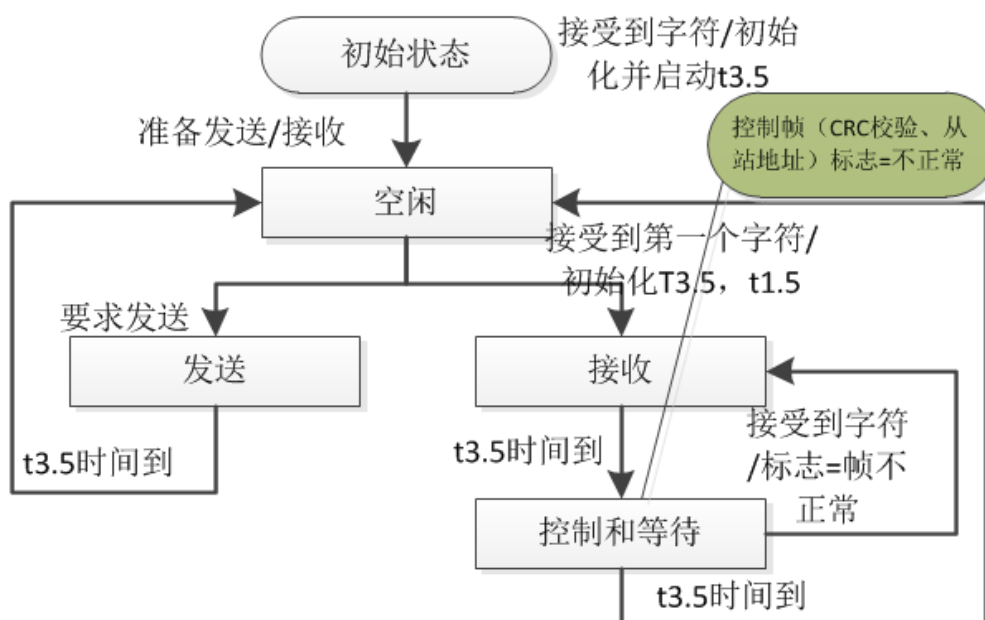 初始状态
接受到字符/初始
化并启动t3.5
控制帧（CRC校验、从
站地址）标志=不正常
准备发送/接收
空闲
接受到第一个字符/
初始化T3.5，t1.5
要求发送
发送
接收
t3.5时间到
t3.5时间到
接受到字符
/标志=帧不
正常
控制和等待
t3.5时间到